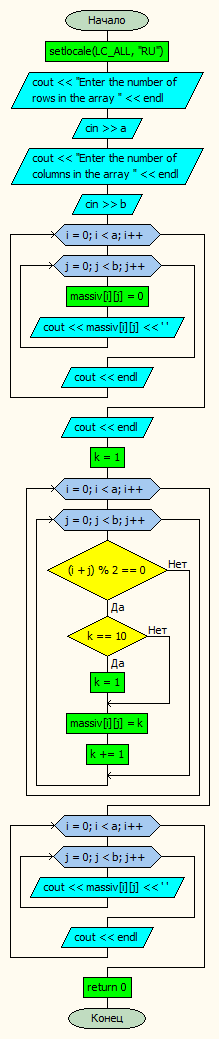 Начало
setlocale(LC_ALL, "RU")
cout << "Enter the number of
rows in the array " << endl
cin >> a
cout << "Enter the number of
columns in the array " << endl
cin >> b
i = 0; i < a; i++
j = 0; j < b; j++
massiv[i][j] = 0
cout << massiv[i][j] << ' '
cout << endl
cout << endl
k = 1
i = 0; i < a; i++
j = 0; j < b; j++
(i + j) % 2 == 0
Нет
Да
k == 10
Нет
Да
k = 1
massiv[i][j] = k
k += 1
i = 0; i < a; i++
j = 0; j < b; j++
cout << massiv[i][j] << ' '
cout << endl
return 0
Конец